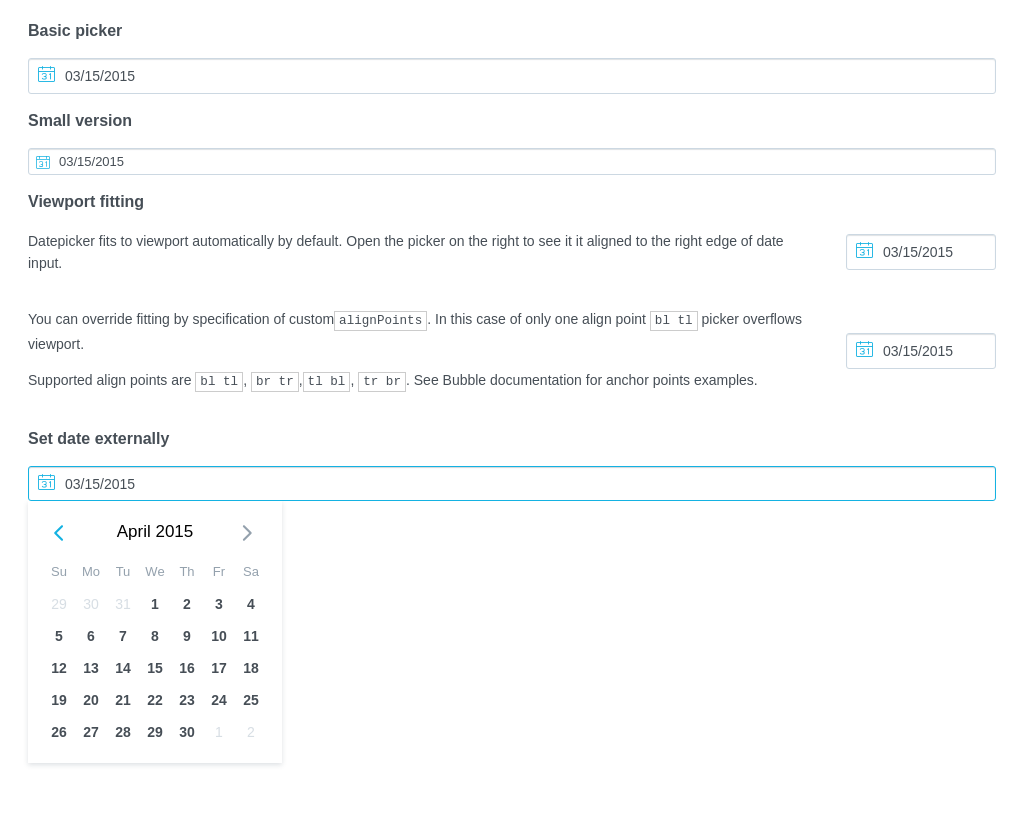 Basic picker
31 03/15/2015
Small version
31 03/15/2015
Viewport fitting
Datepicker fits to viewport automatically by default. Open the picker on the right to see it it aligned to the right edge of date
input.
31 03/15/2015
You can override fitting by specification of custom alignPoints. In this case of only one align point bl tl picker overflows
viewport.
31 03/15/2015
Supported align points are bl tl, br tr, tl bl, tr br. See Bubble documentation for anchor points examples.
Set date externally
31 03/15/2015
April 2015
Su Mo Tu We Th Fr Sa
29 30 31 1 2 3 4
5 6 7 8 9 10 11
12 13 14 15 16 17 18
19 20 21 22 23 24 25
26 27 28 29 30 1 2